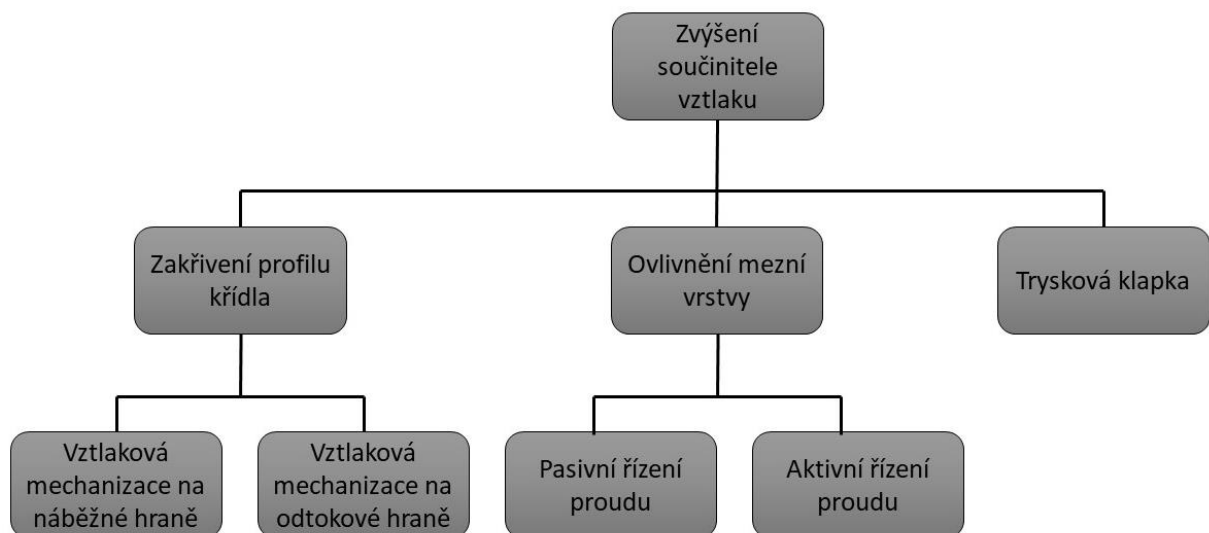 Zvýšení
součinitele
vztlaku
Zakřivení profilu
křídla
Ovlivnění mezní
vrstvy
Trysková klapka
Vztlaková
mechanizace na
náběžné hraně
Vztlaková
mechanizace na
odtokové hraně
Pasivní řízení
proudu
Aktivní řízení
proudu